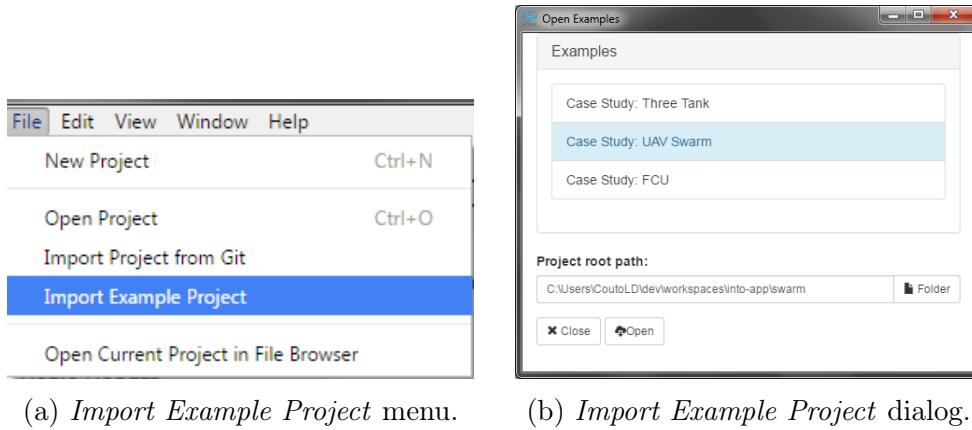 File Edit View Window Help
New Project Ctrl+N
Open Project Ctrl+O
Import Project from Git
Import Example Project
Open Current Project in File Browser
(a) Import Example Project menu.
Open Examples
Examples
Case Study: Three Tank
Case Study: UAV Swarm
Case Study: FCU
Project root path:
C:\Users\CoutoLD\dev\workspaces\into-app\swarm Folder
Close Open
(b) Import Example Project dialog.